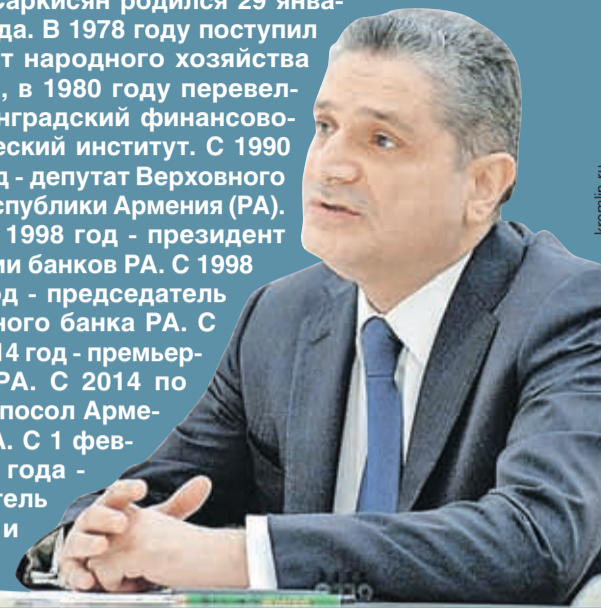 Саркисян родился 29 янва-
да. В 1978 году поступил
т народного хозяйства
, в 1980 году перевел-
нградский финансово-
еский институт. С 1990
д - депутат Верховного
спублики Армения (РА).
1998 год - президент
ии банков РА. С 1998
од - председатель
ного банка РА. С
14 год - премьер-
РА. С 2014 по
посол Арме-
А. С 1 фев-
года -
тель
и
kremlin.ru